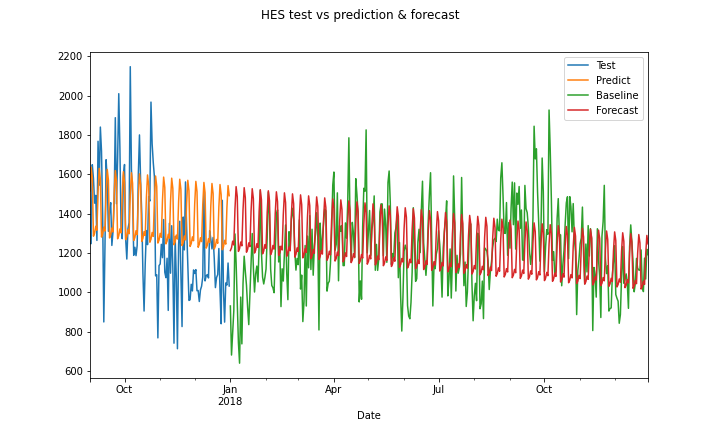 HES test vs prediction & forecast
2200
2000
1800
1600
1400
1200
1000
800
600
Test
Predict
Baseline
Forecast
Oct
Jan
2018
Apr
Jul
Oct
Date